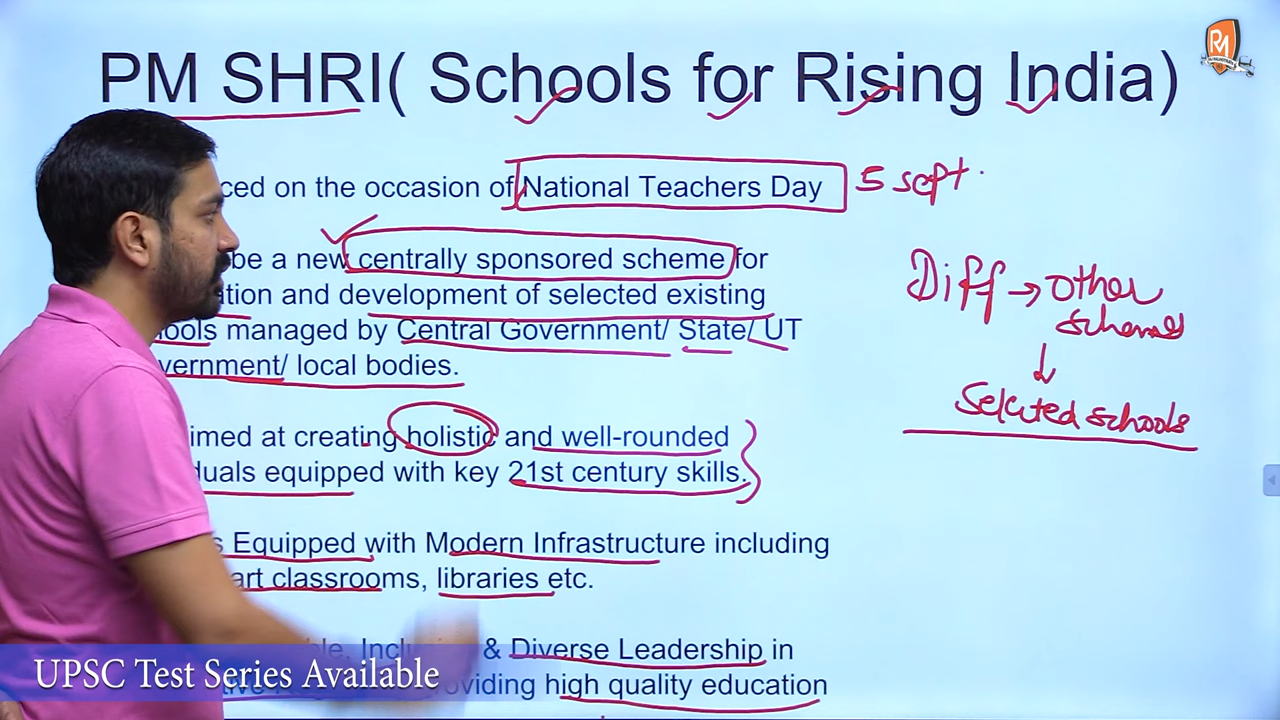 PM SHRI( Schools for Rising India)
ced on the occasion of National Teachers Day 5 sept.
be a new centrally sponsored scheme for
ation and development of selected existing
ools managed by Central Government/ State/ UT
vernment/ local bodies.
Diff → other
schemes
↓
Selected schools
imed at creating holistic and well-rounded
duals equipped with key 21st century skills.
s Equipped with Modern Infrastructure including
art classrooms, libraries etc.
& Diverse Leadership in
oviding high quality education
UPSC Test Series Available